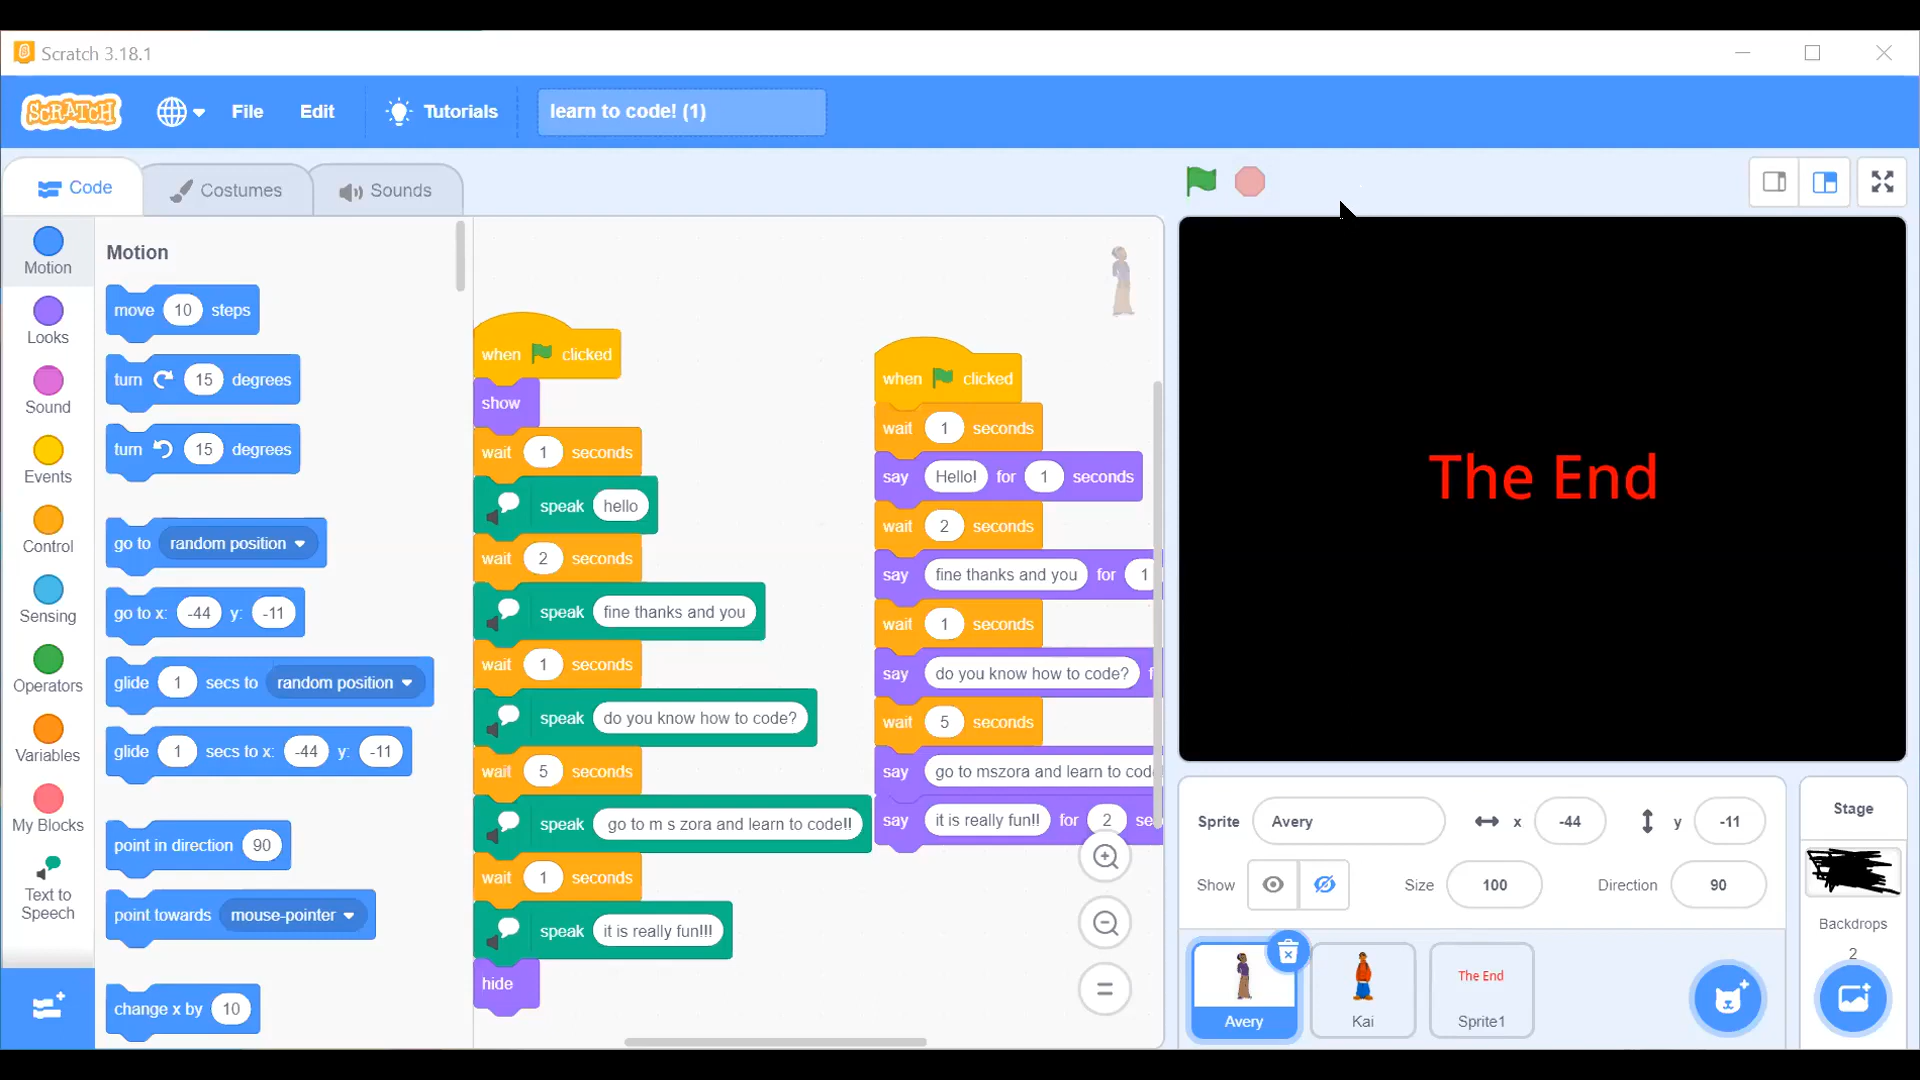 Scratch 3.18.1
SCRATCH File Edit Tutorials learn to code! (1)
Code Costumes Sounds
Motion
Looks
Sound
Events
Control
Sensing
Operators
Variables
My Blocks
Text to
Speech
Motion
move 10 steps
turn 15 degrees
turn 15 degrees
go to random position
go to x: -44 y: -11
glide 1 secs to random position
glide 1 secs to x: -44 y: -11
point in direction 90
point towards mouse-pointer
change x by 10
when clicked
show
wait 1 seconds
speak hello
wait 2 seconds
speak fine thanks and you
wait 1 seconds
speak do you know how to code?
wait 5 seconds
speak go to m s zora and learn to code!!
wait 1 seconds
speak it is really fun!!!
hide
when clicked
wait 1 seconds
say Hello! for 1 seconds
wait 2 seconds
say fine thanks and you for 1
wait 1 seconds
say do you know how to code? f
wait 5 seconds
say go to mszora and learn to cod
say it is really fun!! for 2 se
The End
Sprite Avery x -44 y -11
Show Size 100 Direction 90
Avery
Kai
The End
Sprite1
Stage
Backdrops
2